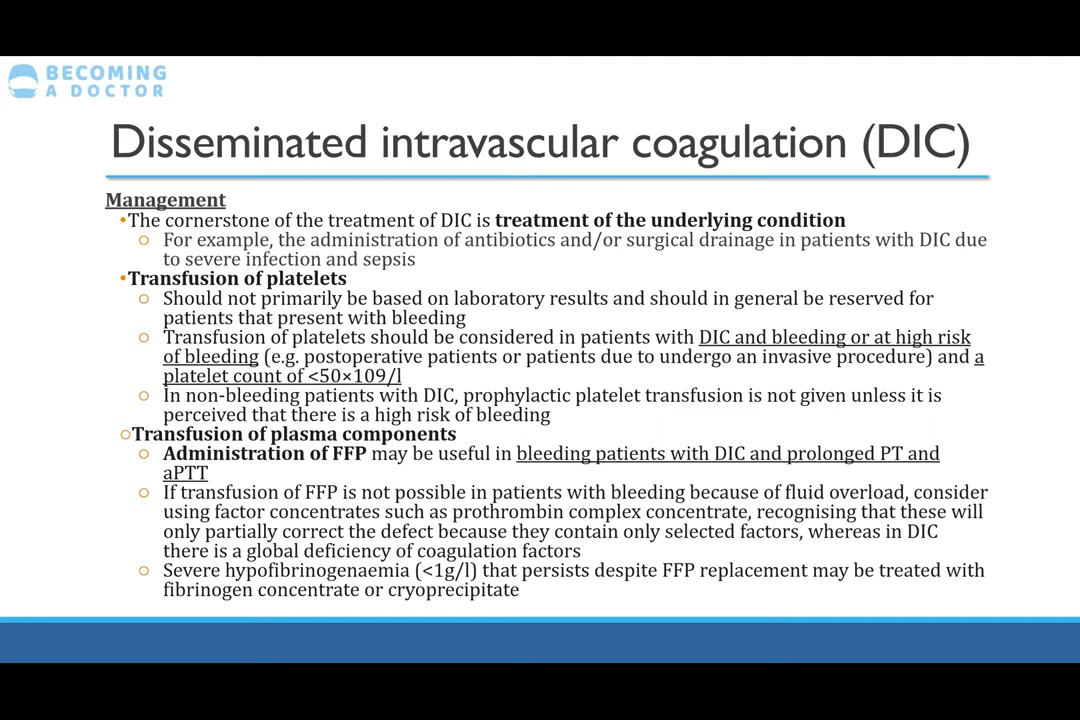 BECOMING
A DOCTOR
Disseminated intravascular coagulation (DIC)
Management
•The cornerstone of the treatment of DIC is treatment of the underlying condition
○ For example, the administration of antibiotics and/or surgical drainage in patients with DIC due
to severe infection and sepsis
•Transfusion of platelets
○ Should not primarily be based on laboratory results and should in general be reserved for
patients that present with bleeding
○ Transfusion of platelets should be considered in patients with DIC and bleeding or at high risk
of bleeding (e.g. postoperative patients or patients due to undergo an invasive procedure) and a
platelet count of <50×109/l
○ In non-bleeding patients with DIC, prophylactic platelet transfusion is not given unless it is
perceived that there is a high risk of bleeding
○Transfusion of plasma components
○ Administration of FFP may be useful in bleeding patients with DIC and prolonged PT and
aPTT
○ If transfusion of FFP is not possible in patients with bleeding because of fluid overload, consider
using factor concentrates such as prothrombin complex concentrate, recognising that these will
only partially correct the defect because they contain only selected factors, whereas in DIC
there is a global deficiency of coagulation factors
○ Severe hypofibrinogenaemia (<1g/l) that persists despite FFP replacement may be treated with
fibrinogen concentrate or cryoprecipitate